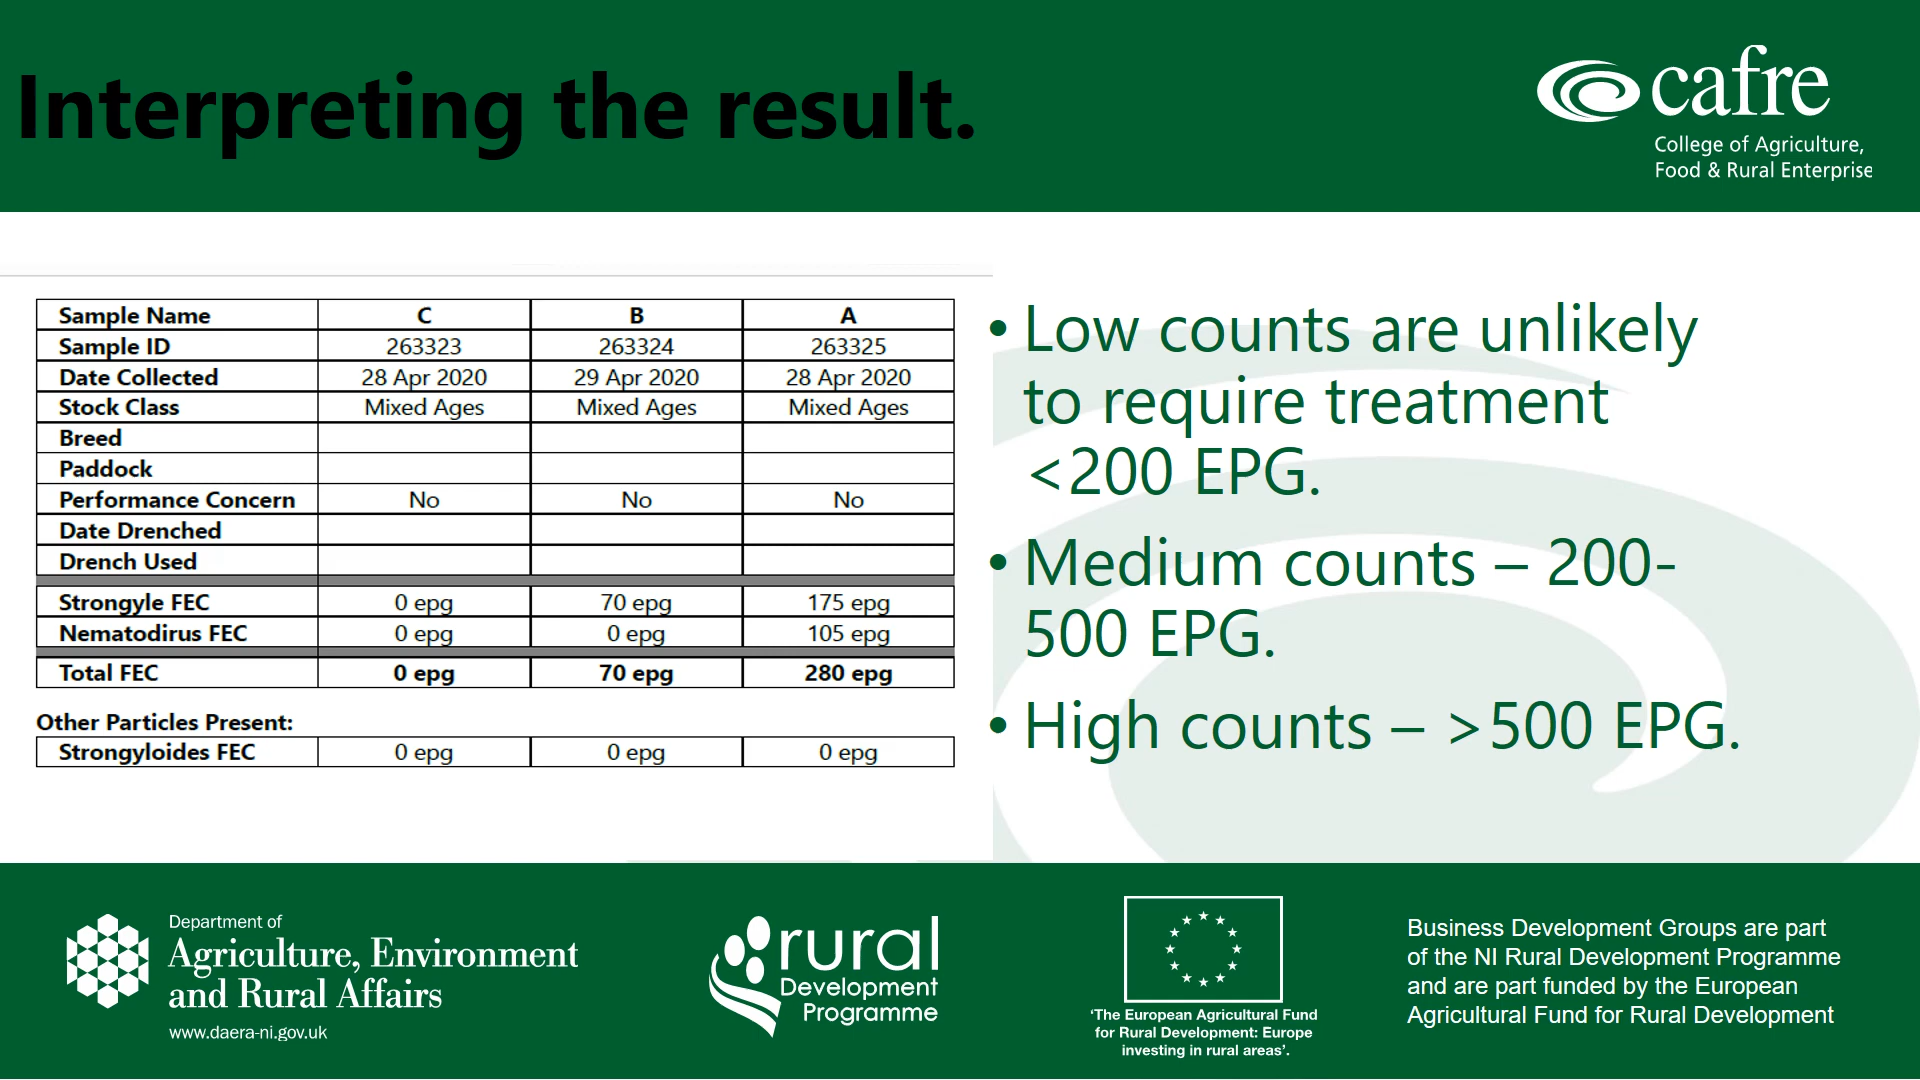 Interpreting the result.
cafre
College of Agriculture,
Food & Rural Enterprise
Sample Name C B A
Sample ID 263323 263324 263325
Date Collected 28 Apr 2020 29 Apr 2020 28 Apr 2020
Stock Class Mixed Ages Mixed Ages Mixed Ages
Breed
Paddock
Performance Concern No No No
Date Drenched
Drench Used
Strongyle FEC 0 epg 70 epg 175 epg
Nematodirus FEC 0 epg 0 epg 105 epg
Total FEC 0 epg 70 epg 280 epg
Other Particles Present:
Strongyloides FEC 0 epg 0 epg 0 epg
• Low counts are unlikely
to require treatment
<200 EPG.
• Medium counts – 200-
500 EPG.
• High counts – >500 EPG.
Department of
Agriculture, Environment
and Rural Affairs
www.daera-ni.gov.uk
rural
Development
Programme
‘The European Agricultural Fund
for Rural Development: Europe
investing in rural areas’.
Business Development Groups are part
of the NI Rural Development Programme
and are part funded by the European
Agricultural Fund for Rural Development